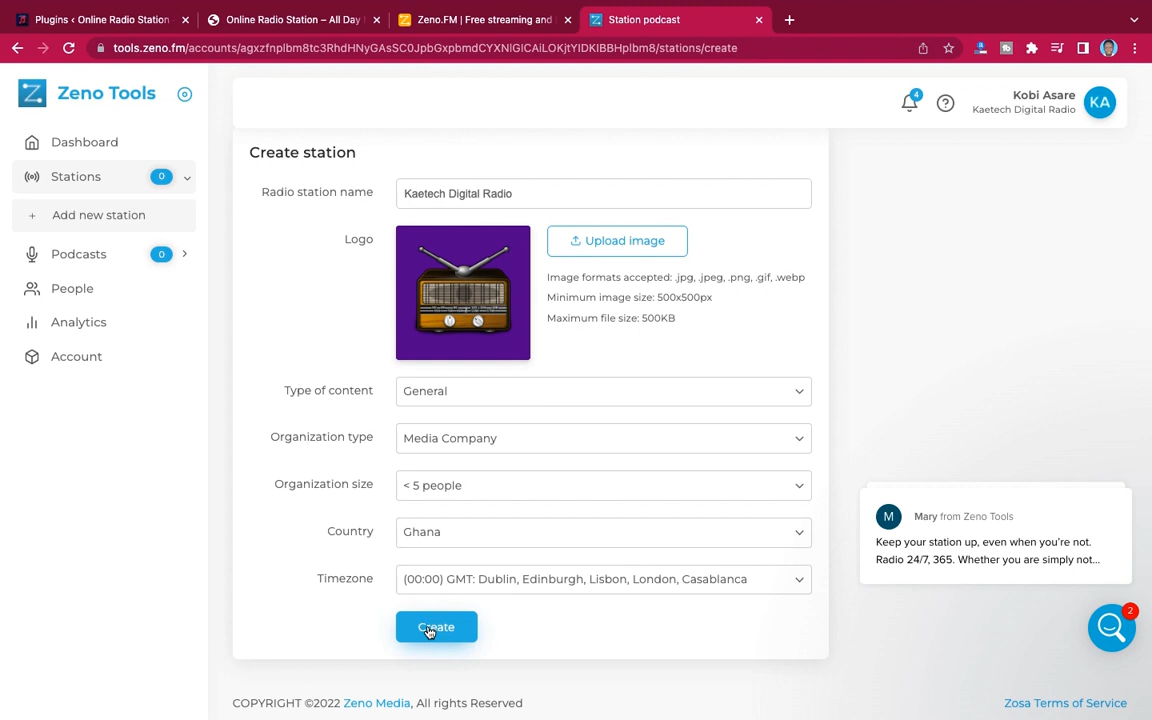 Plugins ‹ Online Radio Station -
Online Radio Station – All Day
Zeno.FM | Free streaming and
Station podcast
tools.zeno.fm/accounts/agxzfnplbm8tc3RhdHNyGAsSC0JpbGxpbmdCYXNlGICAiLOKjtYIDKIBBHplbm8/stations/create
Zeno Tools
4
Kobi Asare
Kaetech Digital Radio
KA
Dashboard
Stations 0
Add new station
Podcasts 0
People
Analytics
Account
Create station
Radio station name Kaetech Digital Radio
Logo
Upload image
Image formats accepted: .jpg, .jpeg, .png, .gif, .webp
Minimum image size: 500x500px
Maximum file size: 500KB
Type of content General
Organization type Media Company
Organization size < 5 people
Country Ghana
Timezone (00:00) GMT: Dublin, Edinburgh, Lisbon, London, Casablanca
Create
M
Mary from Zeno Tools
Keep your station up, even when you're not.
Radio 24/7, 365. Whether you are simply not...
2
COPYRIGHT ©2022 Zeno Media, All rights Reserved
Zosa Terms of Service